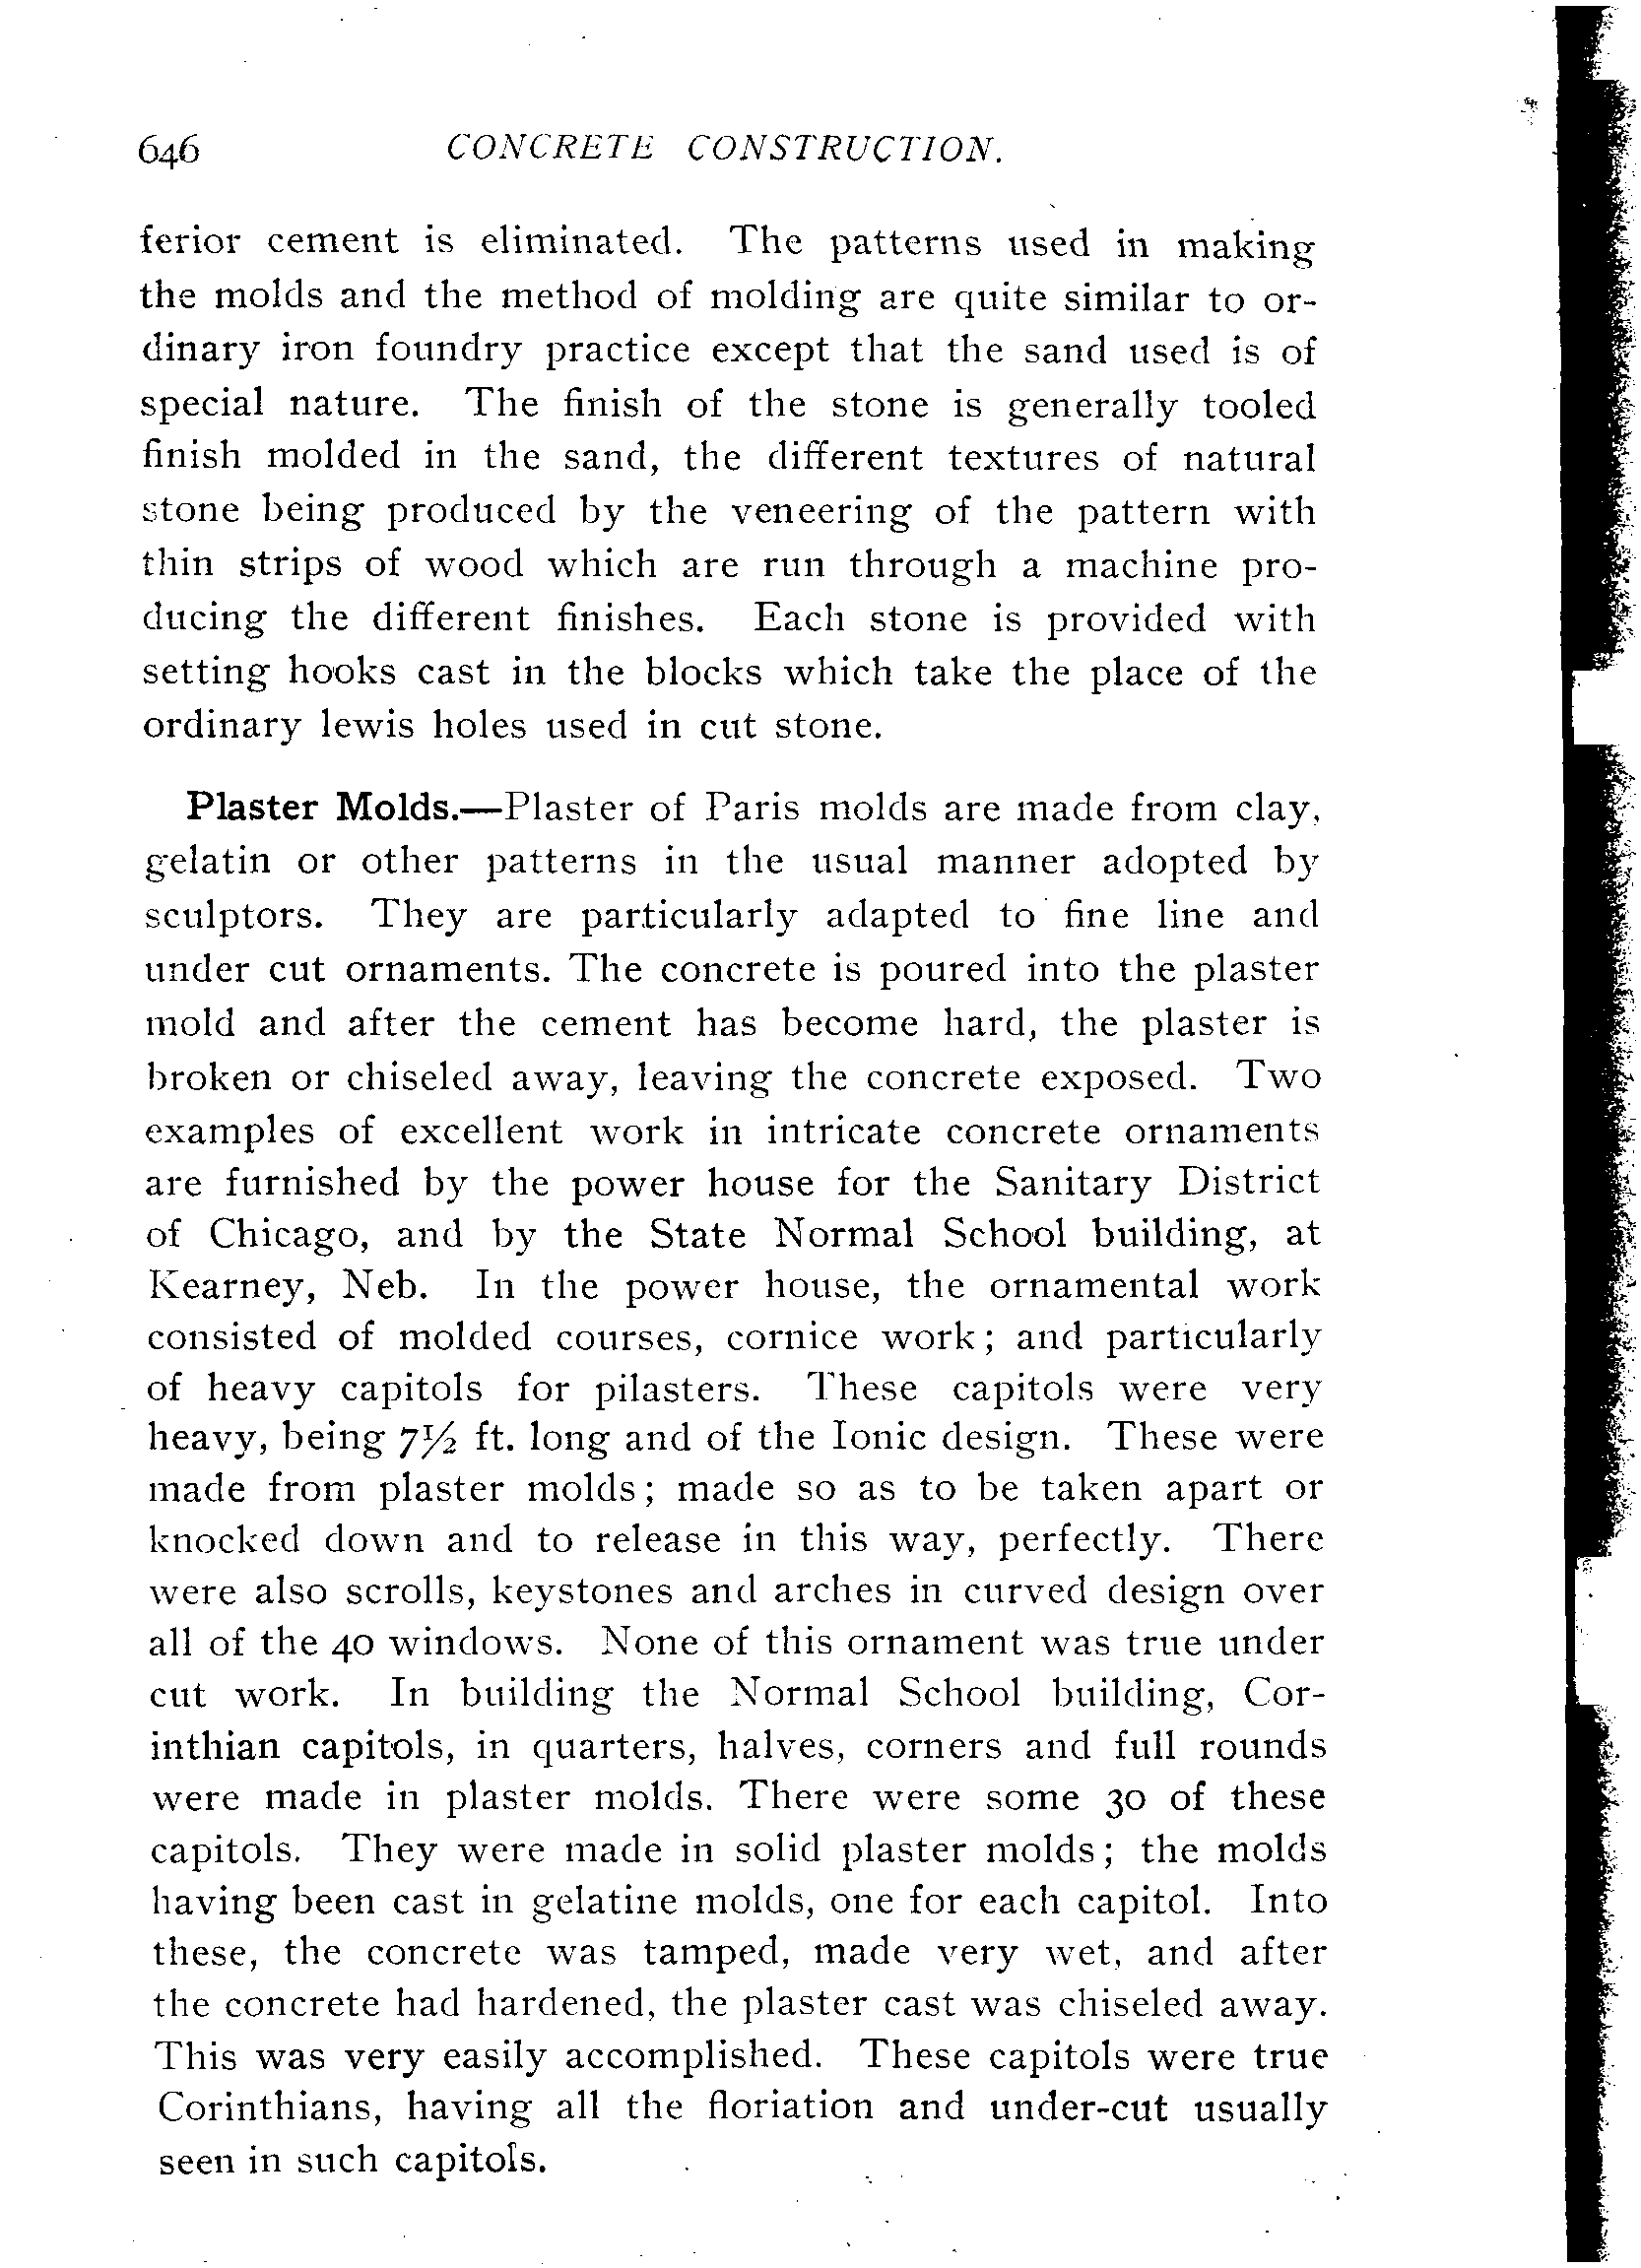 646 CONCRETE CONSTRUCTION.
ferior cement is eliminated. The patterns used in making
the molds and the method of molding are quite similar to or-
dinary iron foundry practice except that the sand used is of
special nature. The finish of the stone is generally tooled
finish molded in the sand, the different textures of natural
stone being produced by the veneering of the pattern with
thin strips of wood which are run through a machine pro-
ducing the different finishes. Each stone is provided with
setting hooks cast in the blocks which take the place of the
ordinary lewis holes used in cut stone.
Plaster Molds.—Plaster of Paris molds are made from clay,
gelatin or other patterns in the usual manner adopted by
sculptors. They are particularly adapted to fine line and
under cut ornaments. The concrete is poured into the plaster
mold and after the cement has become hard, the plaster is
broken or chiseled away, leaving the concrete exposed. Two
examples of excellent work in intricate concrete ornaments
are furnished by the power house for the Sanitary District
of Chicago, and by the State Normal School building, at
Kearney, Neb. In the power house, the ornamental work
consisted of molded courses, cornice work; and particularly
of heavy capitols for pilasters. These capitols were very
heavy, being 7½ ft. long and of the Ionic design. These were
made from plaster molds; made so as to be taken apart or
knocked down and to release in this way, perfectly. There
were also scrolls, keystones and arches in curved design over
all of the 40 windows. None of this ornament was true under
cut work. In building the Normal School building, Cor-
inthian capitols, in quarters, halves, corners and full rounds
were made in plaster molds. There were some 30 of these
capitols. They were made in solid plaster molds; the molds
having been cast in gelatine molds, one for each capitol. Into
these, the concrete was tamped, made very wet, and after
the concrete had hardened, the plaster cast was chiseled away.
This was very easily accomplished. These capitols were true
Corinthians, having all the floriation and under-cut usually
seen in such capitols.